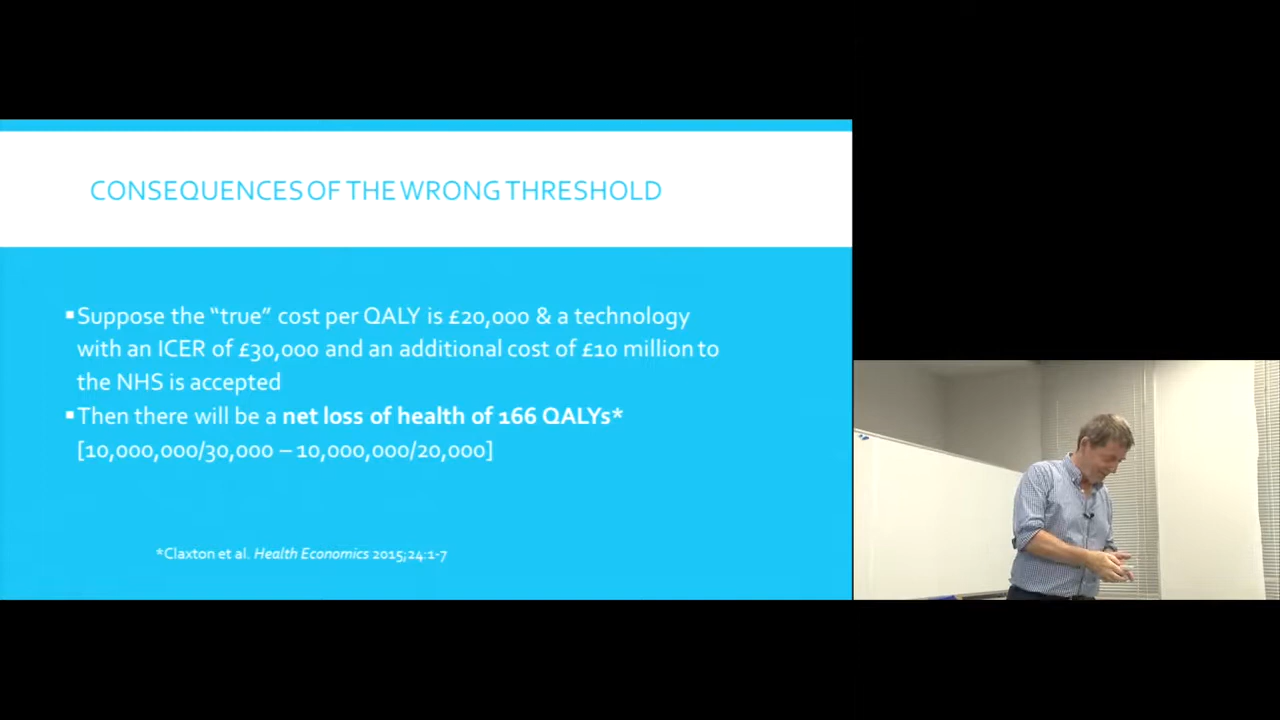 CONSEQUENCES OF THE WRONG THRESHOLD
▪Suppose the “true” cost per QALY is £20,000 & a technology
with an ICER of £30,000 and an additional cost of £10 million to
the NHS is accepted
▪Then there will be a net loss of health of 166 QALYs*
[10,000,000/30,000 – 10,000,000/20,000]
*Claxton et al. Health Economics 2015;24:1-7